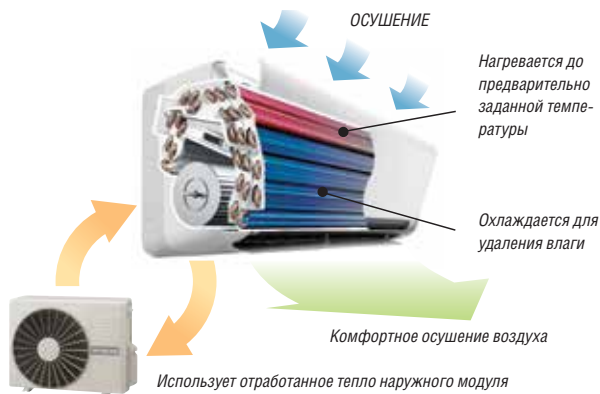 ОСУШЕНИЕ
Нагревается до
предварительно
заданной темпе-
ратуры
Охлаждается для
удаления влаги
Комфортное осушение воздуха
Использует отработанное тепло наружного модуля